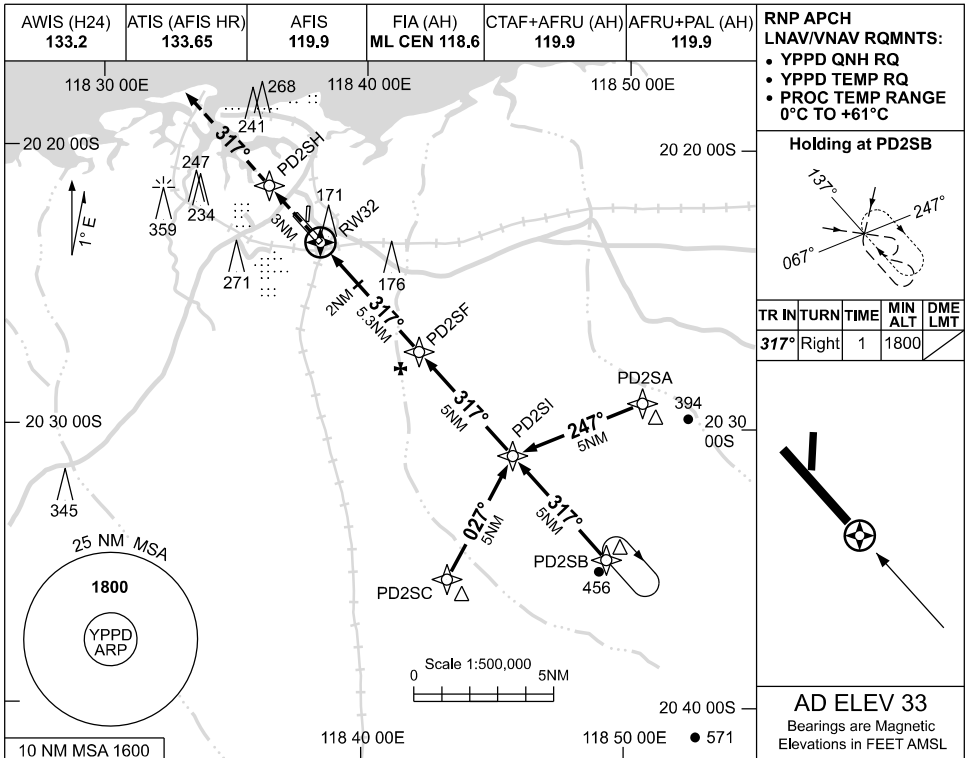 AWIS (H24)
133.2
ATIS (AFIS HR)
133.65
AFIS
119.9
FIA (AH)
ML CEN 118.6
CTAF+AFRU (AH)
119.9
AFRU+PAL (AH)
119.9
RNP APCH
LNAV/VNAV RQMNTS:
• YPPD QNH RQ
• YPPD TEMP RQ
• PROC TEMP RANGE
0°C TO +61°C
118 30 00E
118 40 00E
118 50 00E
268
241
317°
PD2SH
20 20 00S
20 20 00S
247
234
359
1° E
171
RW32
3NM
271
176
2NM
317°
5.3NM
PD2SF
Holding at PD2SB
137°
247°
067°
TR IN
TURN
TIME
MIN
ALT
DME
LMT
317°
Right
1
1800
PD2SA
394
317°
5NM
PD2SI
247°
5NM
20 30 00S
20 30
00S
345
027°
5NM
317°
5NM
PD2SB
456
PD2SC
25 NM MSA
1800
YPPD
ARP
Scale 1:500,000
0
5NM
20 40 00S
118 40 00E
118 50 00E
571
10 NM MSA 1600
AD ELEV 33
Bearings are Magnetic
Elevations in FEET AMSL